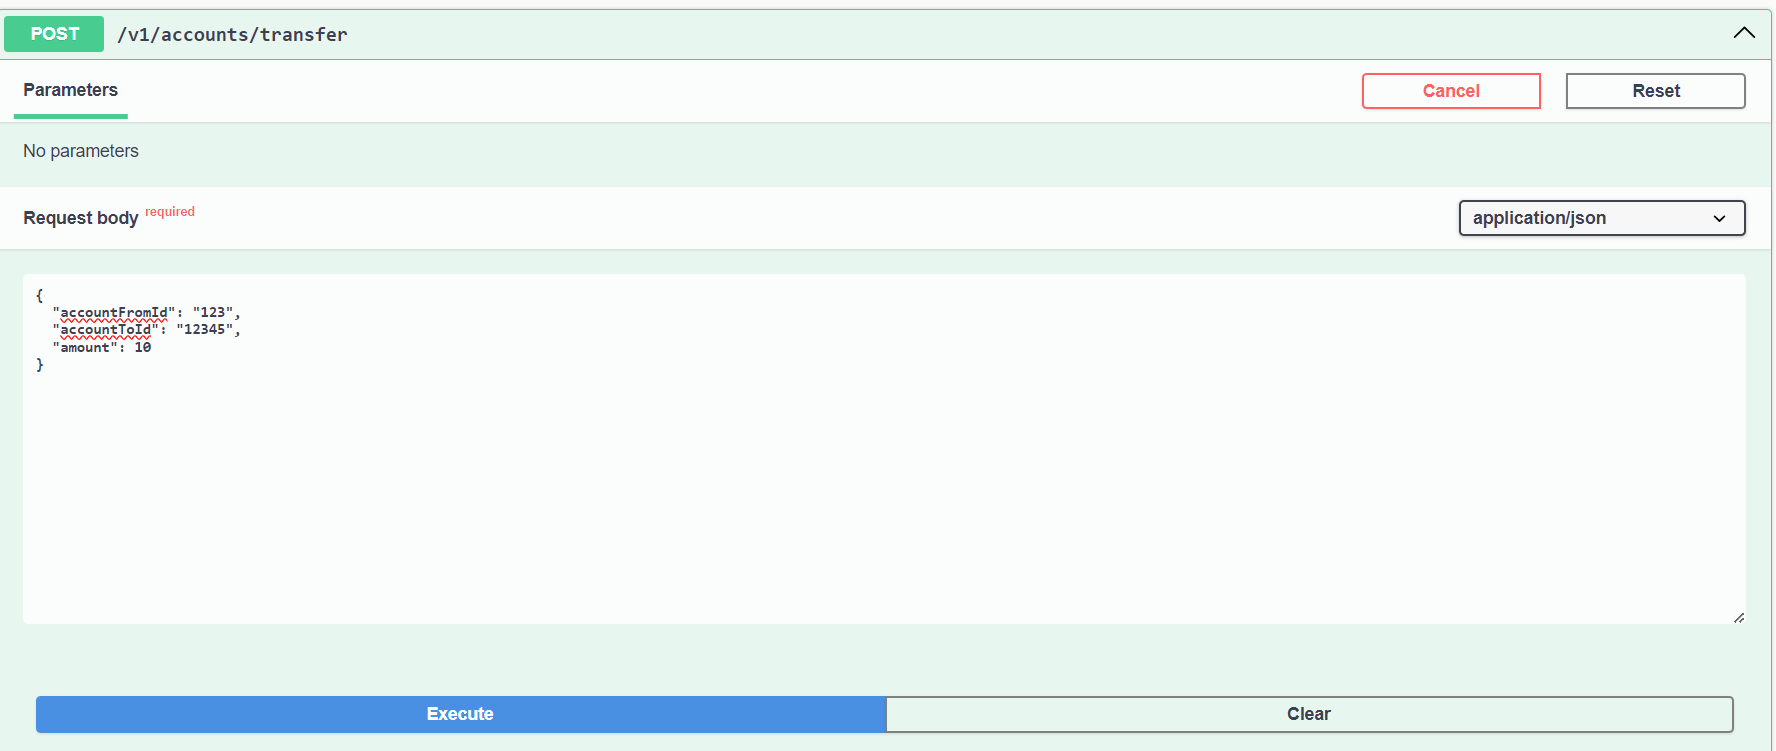 POST /v1/accounts/transfer
Parameters
Cancel
Reset
No parameters
Request body required
application/json
{
  "accountFromId": "123",
  "accountToId": "12345",
  "amount": 10
}
Execute
Clear